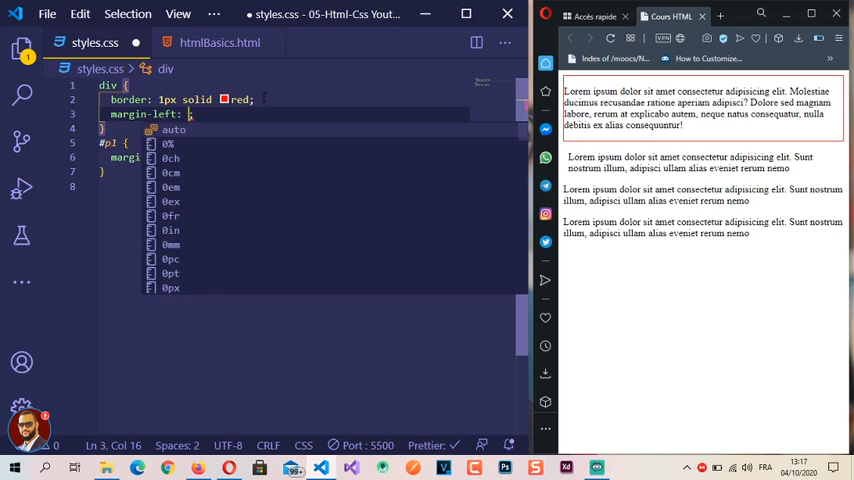 File Edit Selection View ... styles.css - 05-Html-Css Yout...
styles.css
htmlBasics.html
styles.css > div
1 div {
2 border: 1px solid red;
3 margin-left: ;
4 }
5 #p1 {
6 margi
7 }
8
auto
0%
0ch
0cm
0em
0ex
0fr
0in
0mm
0pc
0pt
0px
1
0 Ln 3, Col 16 Spaces: 2 UTF-8 CRLF CSS Port : 5500 Prettier: ✓
Accès rapide
Cours HTML
VPN
Index of /moocs/N...
How to Customize...
»
Lorem ipsum dolor sit amet consectetur adipisicing elit. Molestiae
ducimus recusandae ratione aperiam adipisci? Dolore sed magnam
labore, rerum at explicabo autem, neque natus consequatur, nulla
debitis ex alias consequuntur!
Lorem ipsum dolor sit amet consectetur adipisicing elit. Sunt
nostrum illum, adipisci ullam alias eveniet rerum nemo
Lorem ipsum dolor sit amet consectetur adipisicing elit. Sunt nostrum
illum, adipisci ullam alias eveniet rerum nemo
Lorem ipsum dolor sit amet consectetur adipisicing elit. Sunt nostrum
illum, adipisci ullam alias eveniet rerum nemo
99+
Ps
Xd
FRA
13:17
04/10/2020